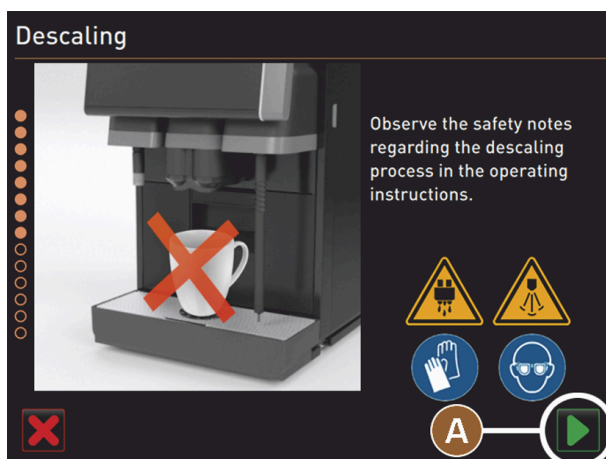 Descaling
Observe the safety notes
regarding the descaling
process in the operating
instructions.
A